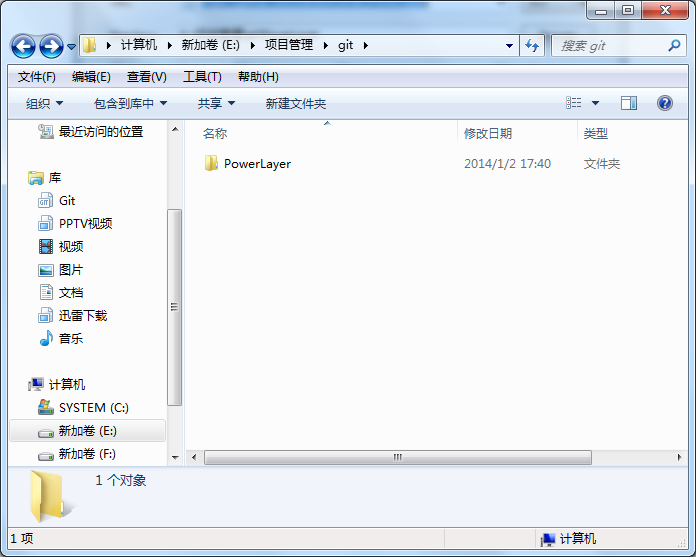 计算机 新加卷 (E:) 项目管理 git
搜索 git
文件(F) 编辑(E) 查看(V) 工具(T) 帮助(H)
组织 包含到库中 共享 新建文件夹
最近访问的位置
库
Git
PPTV视频
视频
图片
文档
迅雷下载
音乐
计算机
SYSTEM (C:)
新加卷 (E:)
新加卷 (F:)
名称 修改日期 类型
PowerLayer 2014/1/2 17:40 文件夹
1 个对象
1 项 计算机